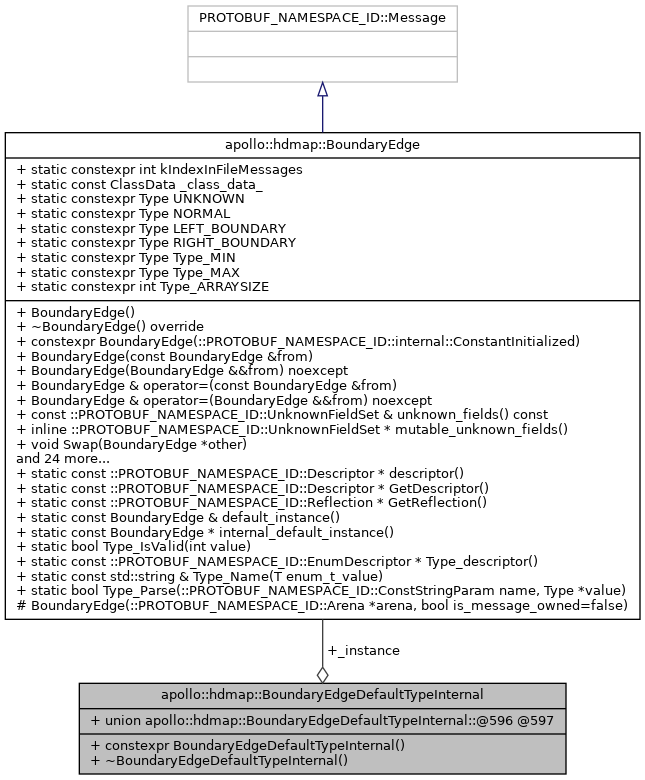 PROTOBUF_NAMESPACE_ID::Message
apollo::hdmap::BoundaryEdge
+ static constexpr int kIndexInFileMessages
+ static const ClassData _class_data_
+ static constexpr Type UNKNOWN
+ static constexpr Type NORMAL
+ static constexpr Type LEFT_BOUNDARY
+ static constexpr Type RIGHT_BOUNDARY
+ static constexpr Type Type_MIN
+ static constexpr Type Type_MAX
+ static constexpr int Type_ARRAYSIZE
+ BoundaryEdge()
+ ~BoundaryEdge() override
+ constexpr BoundaryEdge(::PROTOBUF_NAMESPACE_ID::internal::ConstantInitialized)
+ BoundaryEdge(const BoundaryEdge &from)
+ BoundaryEdge(BoundaryEdge &&from) noexcept
+ BoundaryEdge & operator=(const BoundaryEdge &from)
+ BoundaryEdge & operator=(BoundaryEdge &&from) noexcept
+ const ::PROTOBUF_NAMESPACE_ID::UnknownFieldSet & unknown_fields() const
+ inline ::PROTOBUF_NAMESPACE_ID::UnknownFieldSet * mutable_unknown_fields()
+ void Swap(BoundaryEdge *other)
and 24 more...
+ static const ::PROTOBUF_NAMESPACE_ID::Descriptor * descriptor()
+ static const ::PROTOBUF_NAMESPACE_ID::Descriptor * GetDescriptor()
+ static const ::PROTOBUF_NAMESPACE_ID::Reflection * GetReflection()
+ static const BoundaryEdge & default_instance()
+ static const BoundaryEdge * internal_default_instance()
+ static bool Type_IsValid(int value)
+ static const ::PROTOBUF_NAMESPACE_ID::EnumDescriptor * Type_descriptor()
+ static const std::string & Type_Name(T enum_t_value)
+ static bool Type_Parse(::PROTOBUF_NAMESPACE_ID::ConstStringParam name, Type *value)
# BoundaryEdge(::PROTOBUF_NAMESPACE_ID::Arena *arena, bool is_message_owned=false)
+_instance
apollo::hdmap::BoundaryEdgeDefaultTypeInternal
+ union apollo::hdmap::BoundaryEdgeDefaultTypeInternal::@596 @597
+ constexpr BoundaryEdgeDefaultTypeInternal()
+ ~BoundaryEdgeDefaultTypeInternal()